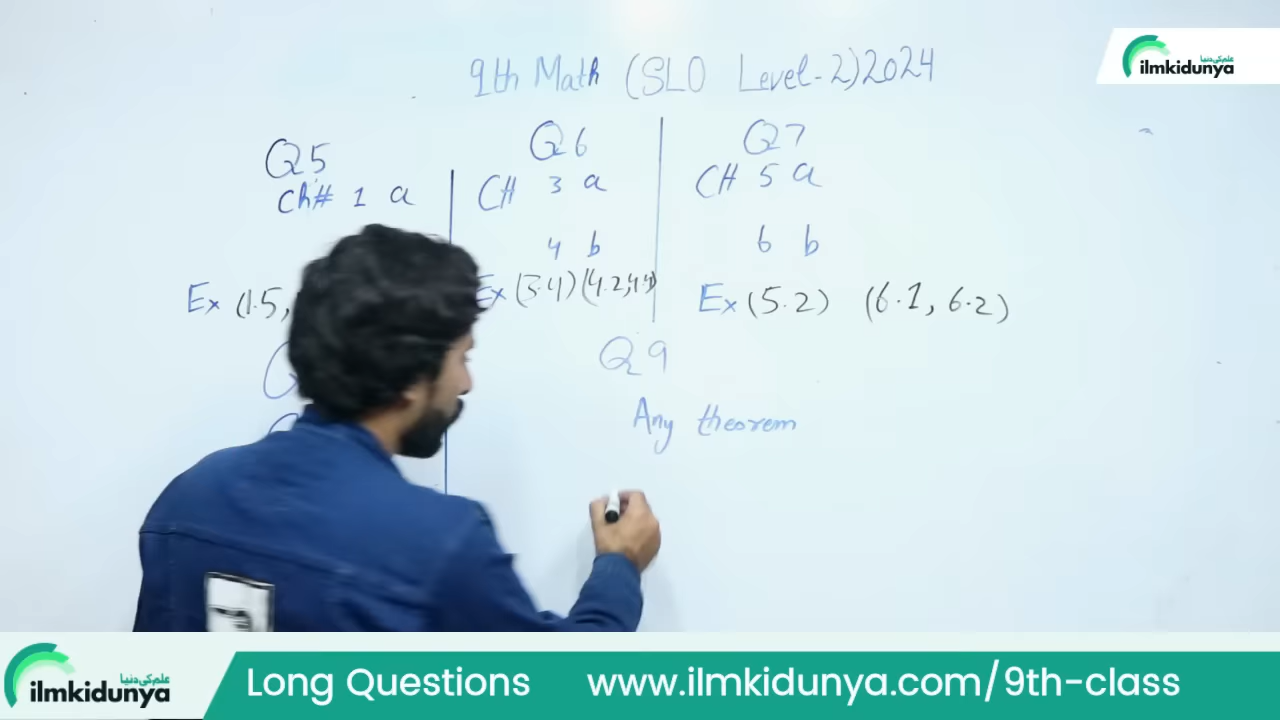 9th Math (SLO Level-2) 2024
علم کی دنیا
ilmkidunya
Q5
Ch# 1 a
Ex (1.5,
Q6
CH 3 a
4 b
Ex (3.4) (4.2, 4.4)
Q7
CH 5 a
6 b
Ex (5.2) (6.1, 6.2)
Q9
Any theorem
علم کی دنیا
ilmkidunya
Long Questions www.ilmkidunya.com/9th-class